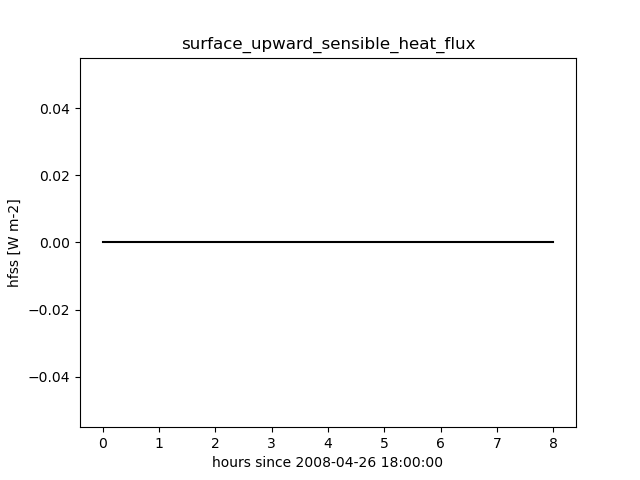 surface_upward_sensible_heat_flux
0.04
0.02
0.00
−0.02
−0.04
hfss [W m-2]
0 1 2 3 4 5 6 7 8
hours since 2008-04-26 18:00:00